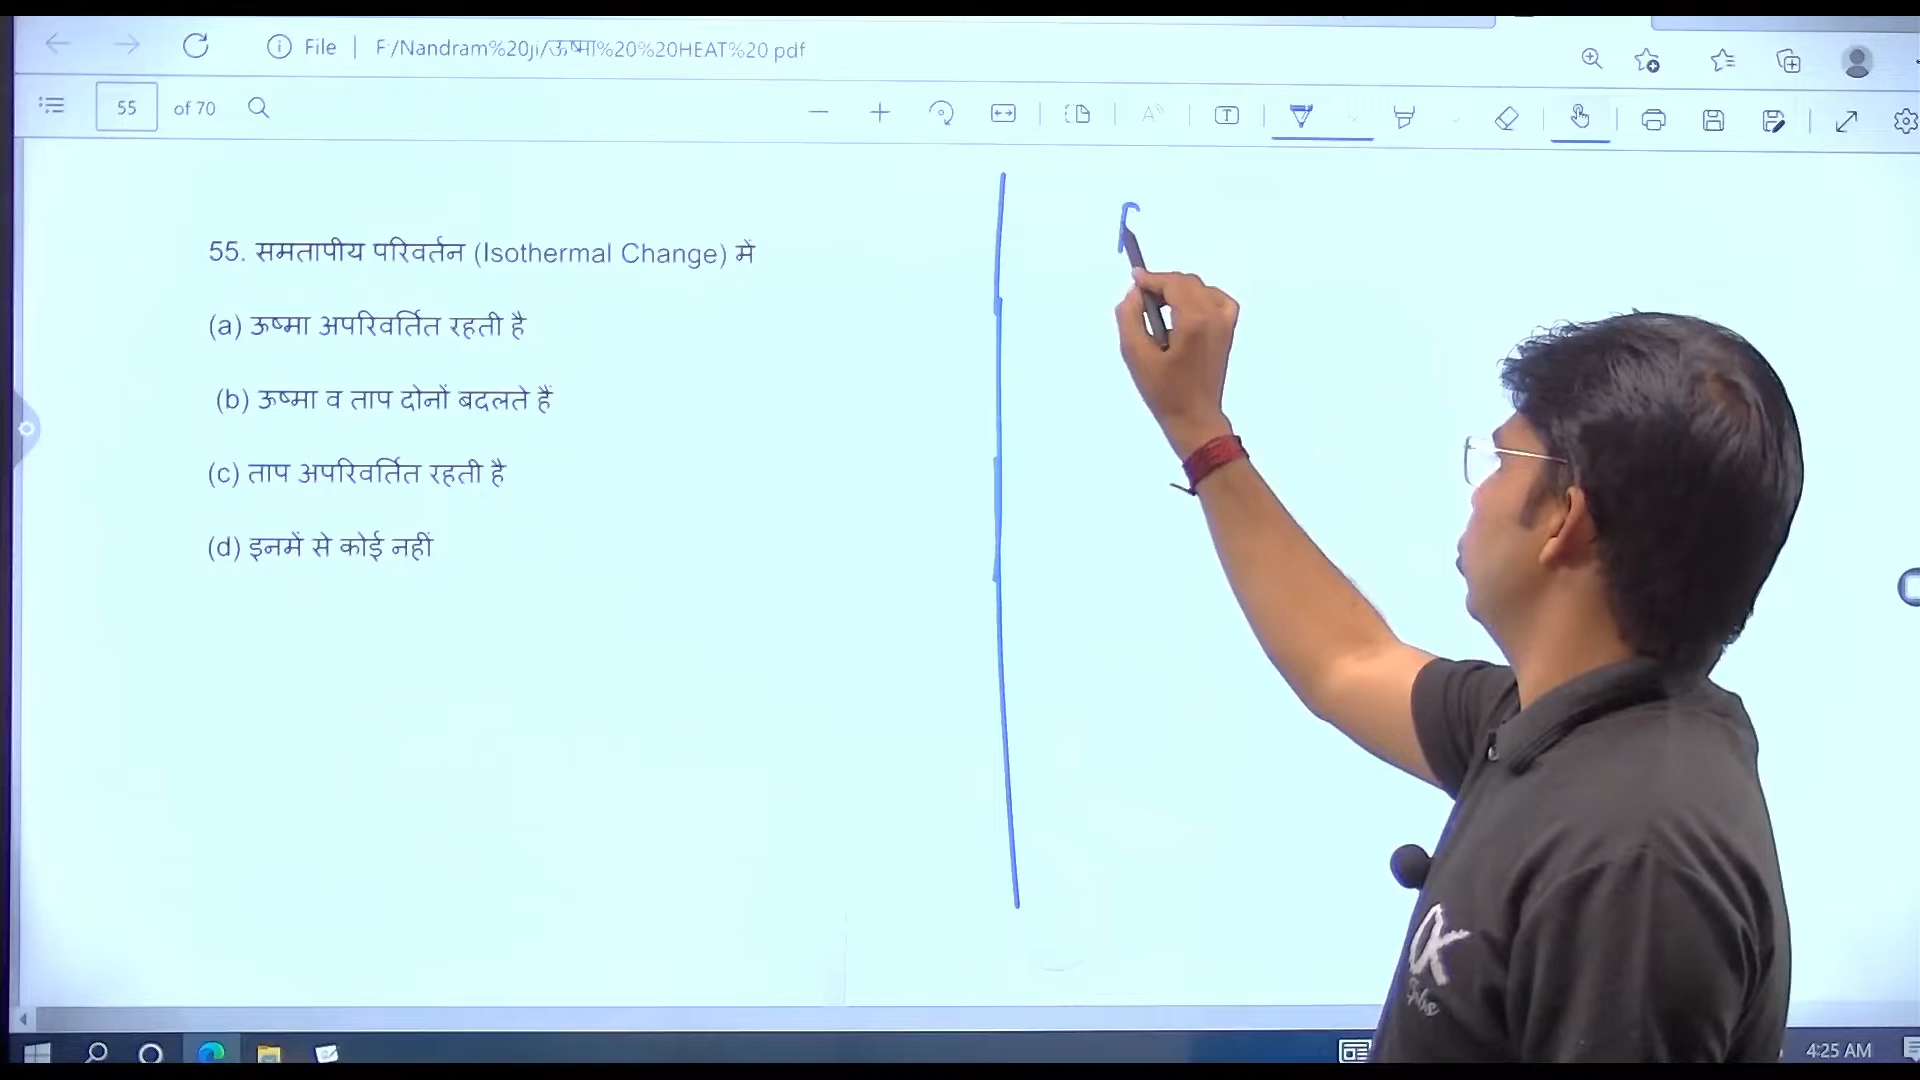 File | F:/Nandram%20ji/ऊष्मा%20%20HEAT%20.pdf
55 of 70
55. समतापीय परिवर्तन (Isothermal Change) में
(a) ऊष्मा अपरिवर्तित रहती है
(b) ऊष्मा व ताप दोनों बदलते हैं
(c) ताप अपरिवर्तित रहती है
(d) इनमें से कोई नहीं
4:25 AM